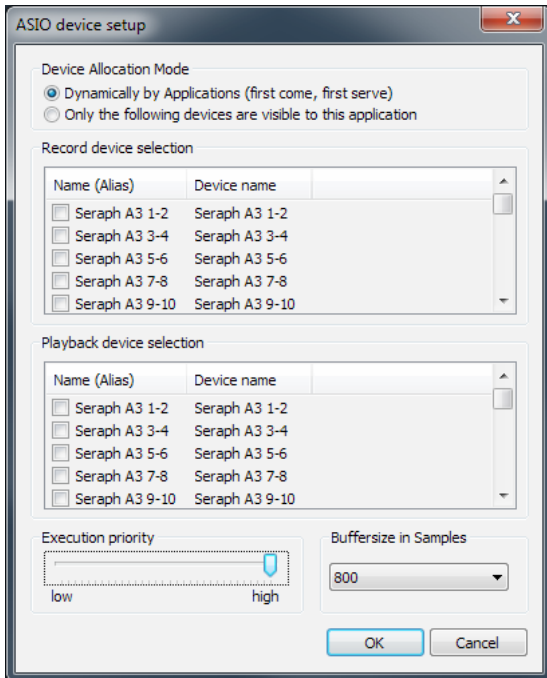 ASIO device setup
Device Allocation Mode
Dynamically by Applications (first come, first serve)
Only the following devices are visible to this application
Record device selection
Name (Alias) Device name
Seraph A3 1-2 Seraph A3 1-2
Seraph A3 3-4 Seraph A3 3-4
Seraph A3 5-6 Seraph A3 5-6
Seraph A3 7-8 Seraph A3 7-8
Seraph A3 9-10 Seraph A3 9-10
Playback device selection
Name (Alias) Device name
Seraph A3 1-2 Seraph A3 1-2
Seraph A3 3-4 Seraph A3 3-4
Seraph A3 5-6 Seraph A3 5-6
Seraph A3 7-8 Seraph A3 7-8
Seraph A3 9-10 Seraph A3 9-10
Execution priority Buffersize in Samples
800
low high
OK Cancel